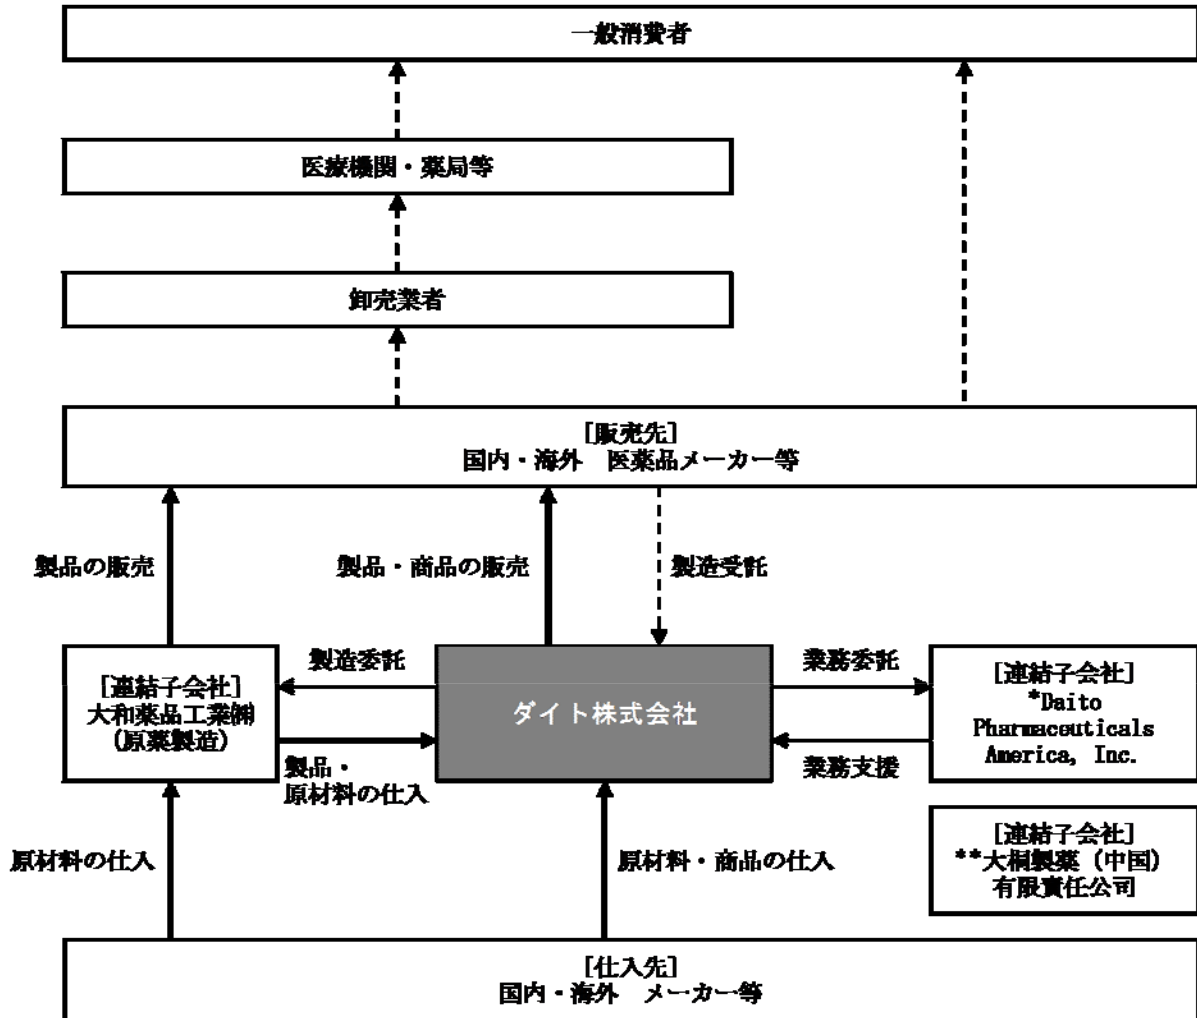 一般消費者
医療機関・薬局等
卸売業者
[販売先]
国内・海外　医薬品メーカー等
製品の販売
製品・商品の販売
製造受託
[連結子会社]
大和薬品工業㈱
(原薬製造)
製造委託
製品・
原材料の仕入
ダイト株式会社
業務委託
業務支援
[連結子会社]
*Daito
Pharmaceuticals
America, Inc.
[連結子会社]
**大桐製薬（中国）
有限責任公司
原材料の仕入
原材料・商品の仕入
[仕入先]
国内・海外　メーカー等